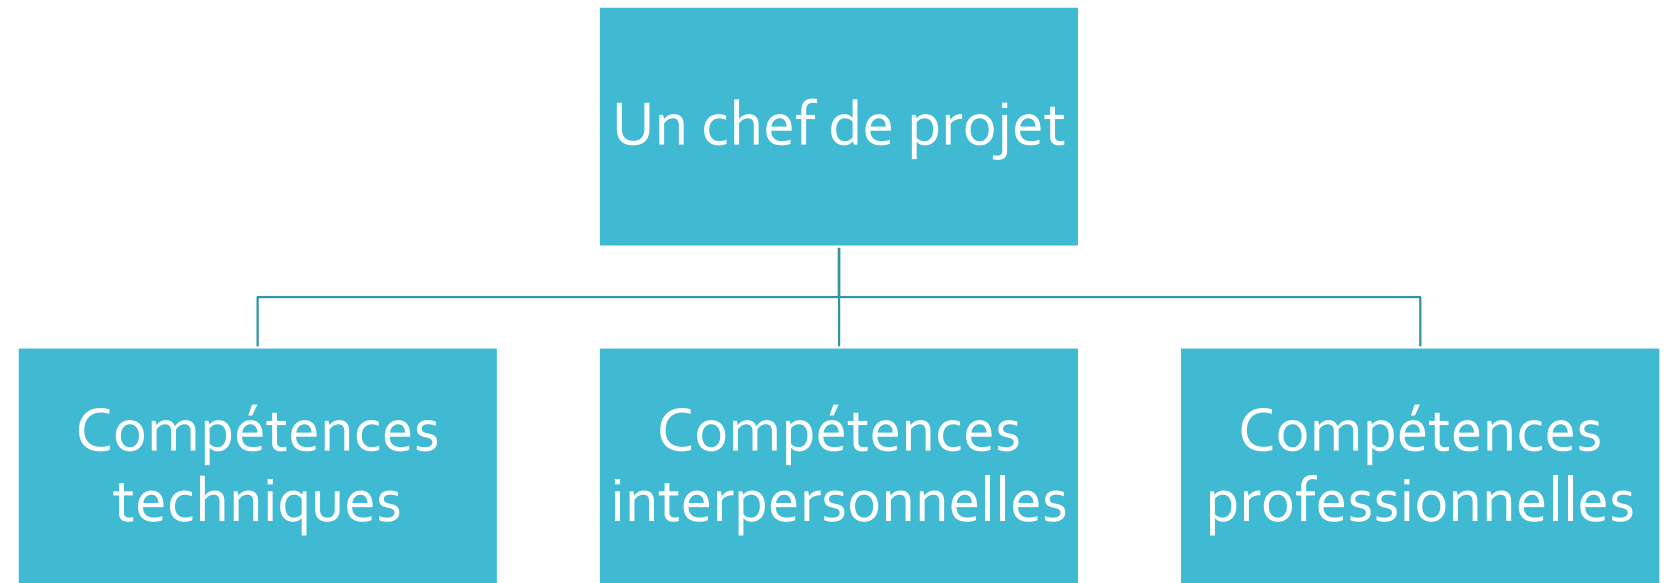 Un chef de projet
Compétences
techniques
Compétences
interpersonnelles
Compétences
professionnelles